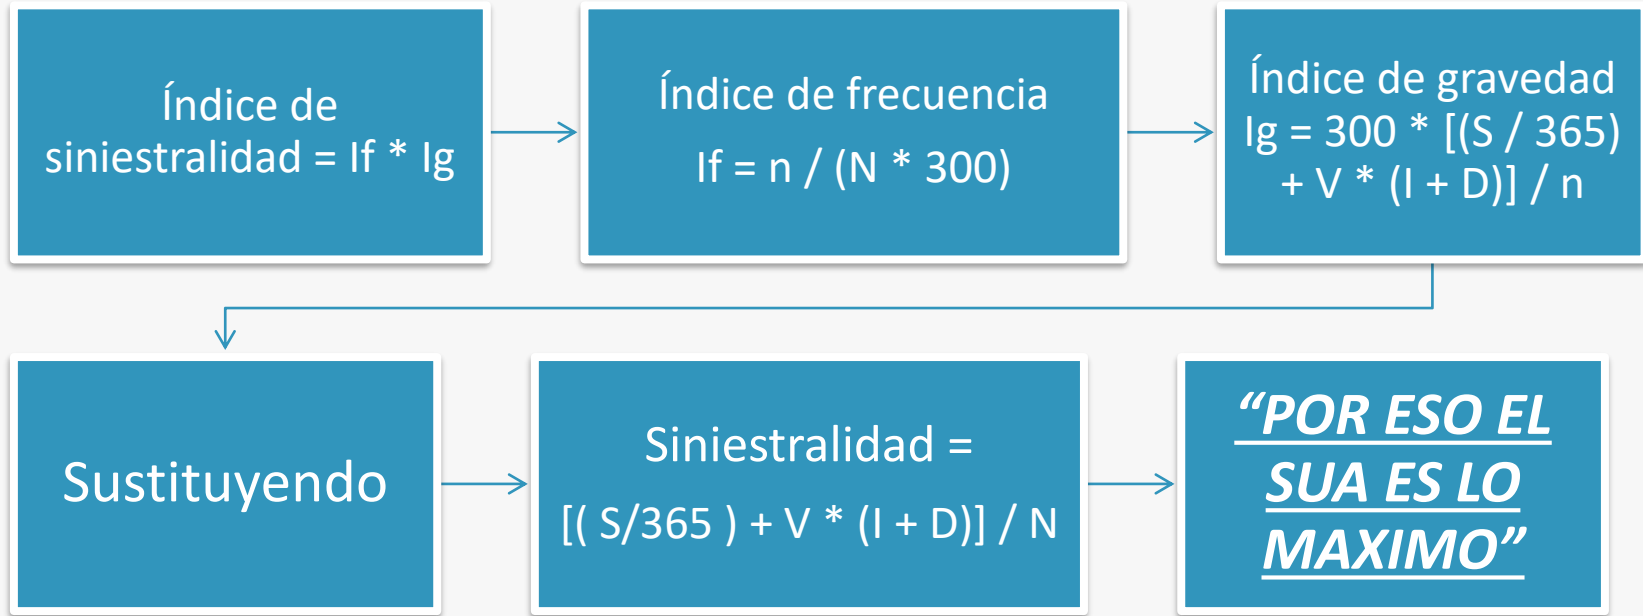 Índice de
siniestralidad = If * Ig
Índice de frecuencia
If = n / (N * 300)
Índice de gravedad
Ig = 300 * [(S / 365)
+ V * (I + D)] / n
Sustituyendo
Siniestralidad =
[( S/365 ) + V * (I + D)] / N
“POR ESO EL
SUA ES LO
MAXIMO”